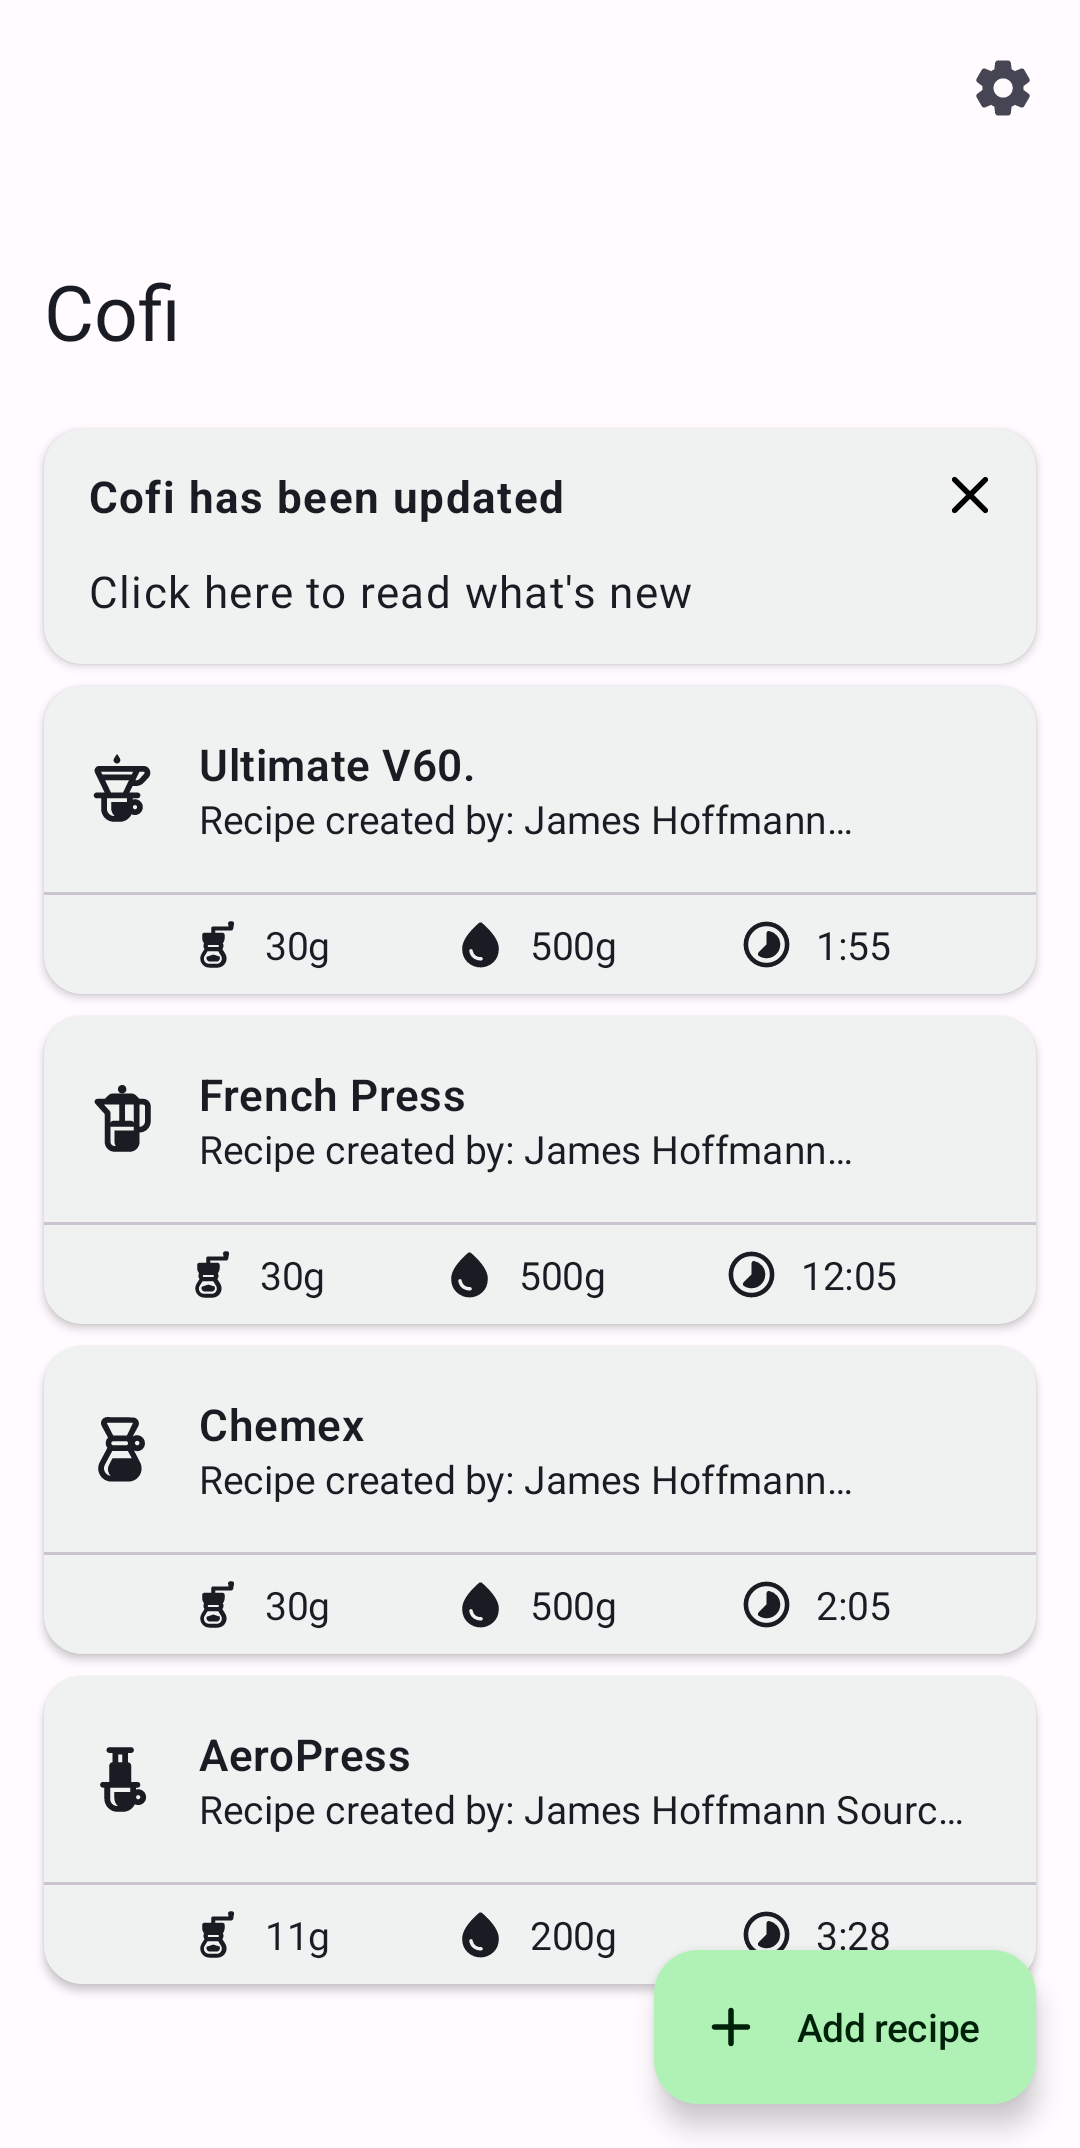 Cofi
Cofi has been updated
Click here to read what's new
Ultimate V60.
Recipe created by: James Hoffmann…
30g 500g 1:55
French Press
Recipe created by: James Hoffmann…
30g 500g 12:05
Chemex
Recipe created by: James Hoffmann…
30g 500g 2:05
AeroPress
Recipe created by: James Hoffmann Sourc…
11g 200g 3:28
Add recipe